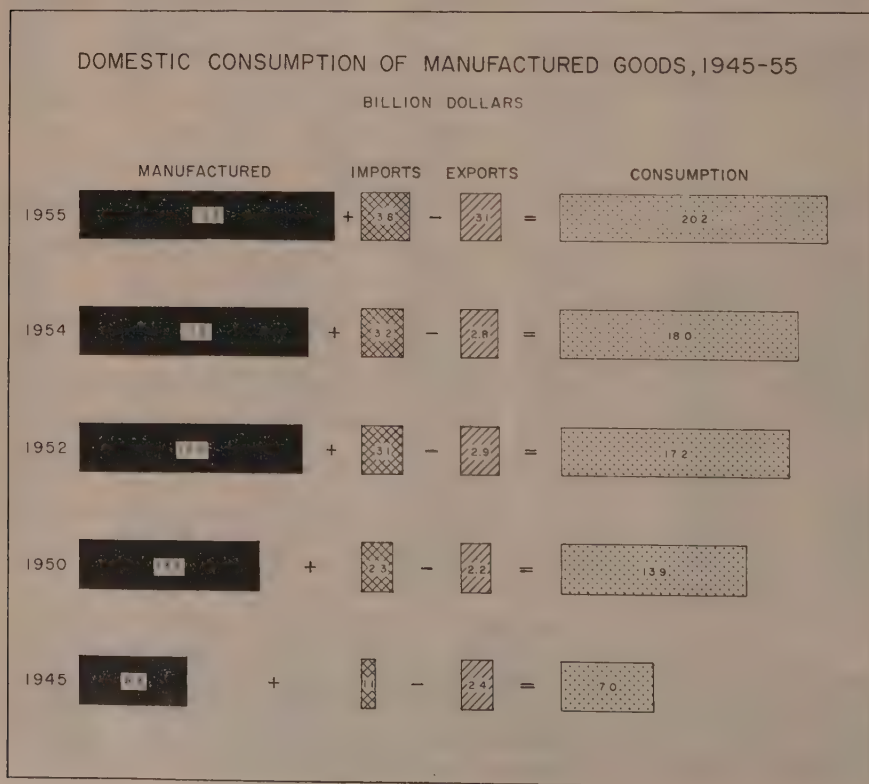 DOMESTIC CONSUMPTION OF MANUFACTURED GOODS, 1945-55
BILLION DOLLARS
MANUFACTURED IMPORTS EXPORTS CONSUMPTION
1955 + 3.8 - 3.1 = 20.2
1954 + 3.2 - 2.8 = 18.0
1952 + 3.1 - 2.9 = 17.2
1950 + 2.3 - 2.2 = 13.9
1945 + 1.1 - 2.4 = 7.0